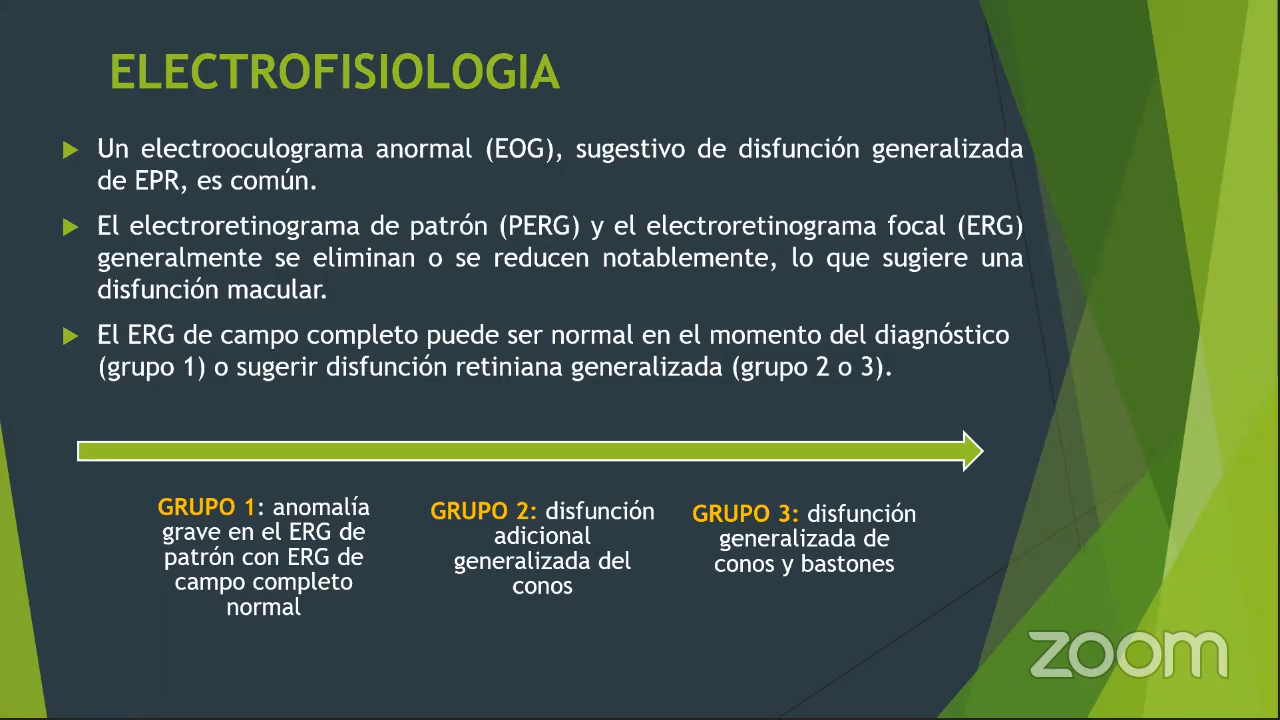 ELECTROFISIOLOGIA
Un electrooculograma anormal (EOG), sugestivo de disfunción generalizada
de EPR, es común.
El electroretinograma de patrón (PERG) y el electroretinograma focal (ERG)
generalmente se eliminan o se reducen notablemente, lo que sugiere una
disfunción macular.
El ERG de campo completo puede ser normal en el momento del diagnóstico
(grupo 1) o sugerir disfunción retiniana generalizada (grupo 2 o 3).
GRUPO 1: anomalía
grave en el ERG de
patrón con ERG de
campo completo
normal
GRUPO 2: disfunción
adicional
generalizada del
conos
GRUPO 3: disfunción
generalizada de
conos y bastones
zoom